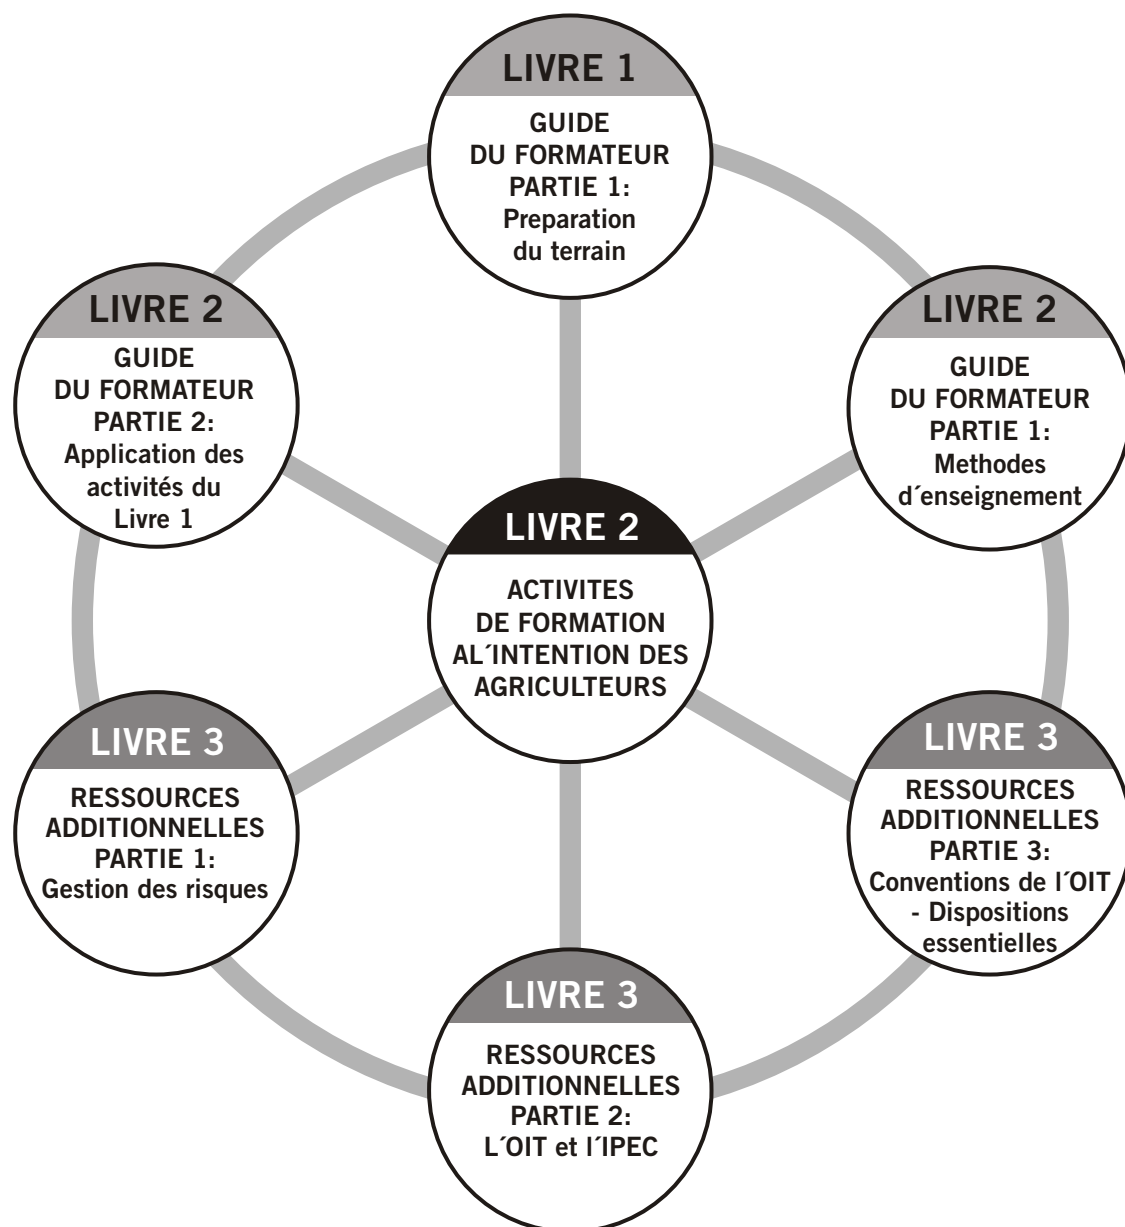 LIVRE 1
GUIDE
DU FORMATEUR
PARTIE 1:
Preparation
du terrain
LIVRE 2
GUIDE
DU FORMATEUR
PARTIE 2:
Application des
activités du
Livre 1
LIVRE 2
GUIDE
DU FORMATEUR
PARTIE 1:
Methodes
d´enseignement
LIVRE 2
ACTIVITES
DE FORMATION
AL´INTENTION DES
AGRICULTEURS
LIVRE 3
RESSOURCES
ADDITIONNELLES
PARTIE 1:
Gestion des risques
LIVRE 3
RESSOURCES
ADDITIONNELLES
PARTIE 3:
Conventions de l´OIT
- Dispositions
essentielles
LIVRE 3
RESSOURCES
ADDITIONNELLES
PARTIE 2:
L´OIT et l´IPEC